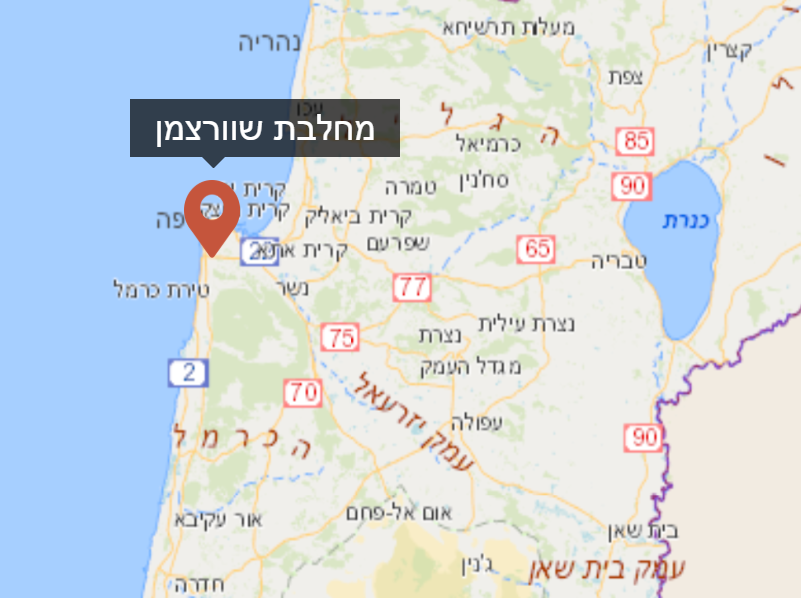 מעלות תרשיחא
נהריה
קצרין
צפת
עכו
הגליל
מחלבת שוורצמן
כרמיאל
85
90
סח'נין
טמרה
קרית
קרית
קרית ביאליק
כנרת
שפרעם
65
קרית אתא
טבריה
נשר
77
טירת כרמל
נצרת עילית
נצרת
75
מגדל העמק
2
70
עמק יזרעאל
עפולה
90
הכרמל
אום אל-פחם
אור עקיבא
בית שאן
ג'נין
עמק בית שאן
חדרה